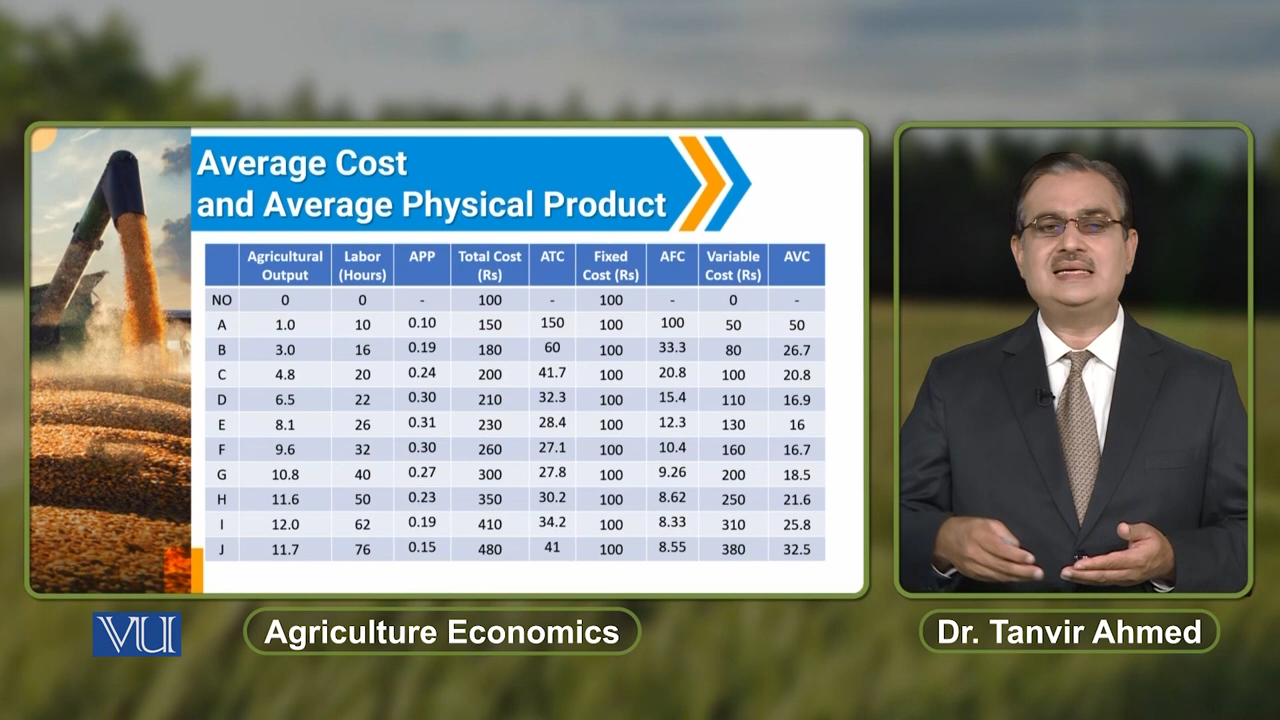 Average Cost
and Average Physical Product
Agricultural Output Labor (Hours) APP Total Cost (Rs) ATC Fixed Cost (Rs) AFC Variable Cost (Rs) AVC
NO 0 0 - 100 - 100 - 0 -
A 1.0 10 0.10 150 150 100 100 50 50
B 3.0 16 0.19 180 60 100 33.3 80 26.7
C 4.8 20 0.24 200 41.7 100 20.8 100 20.8
D 6.5 22 0.30 210 32.3 100 15.4 110 16.9
E 8.1 26 0.31 230 28.4 100 12.3 130 16
F 9.6 32 0.30 260 27.1 100 10.4 160 16.7
G 10.8 40 0.27 300 27.8 100 9.26 200 18.5
H 11.6 50 0.23 350 30.2 100 8.62 250 21.6
I 12.0 62 0.19 410 34.2 100 8.33 310 25.8
J 11.7 76 0.15 480 41 100 8.55 380 32.5
VU
Agriculture Economics
Dr. Tanvir Ahmed